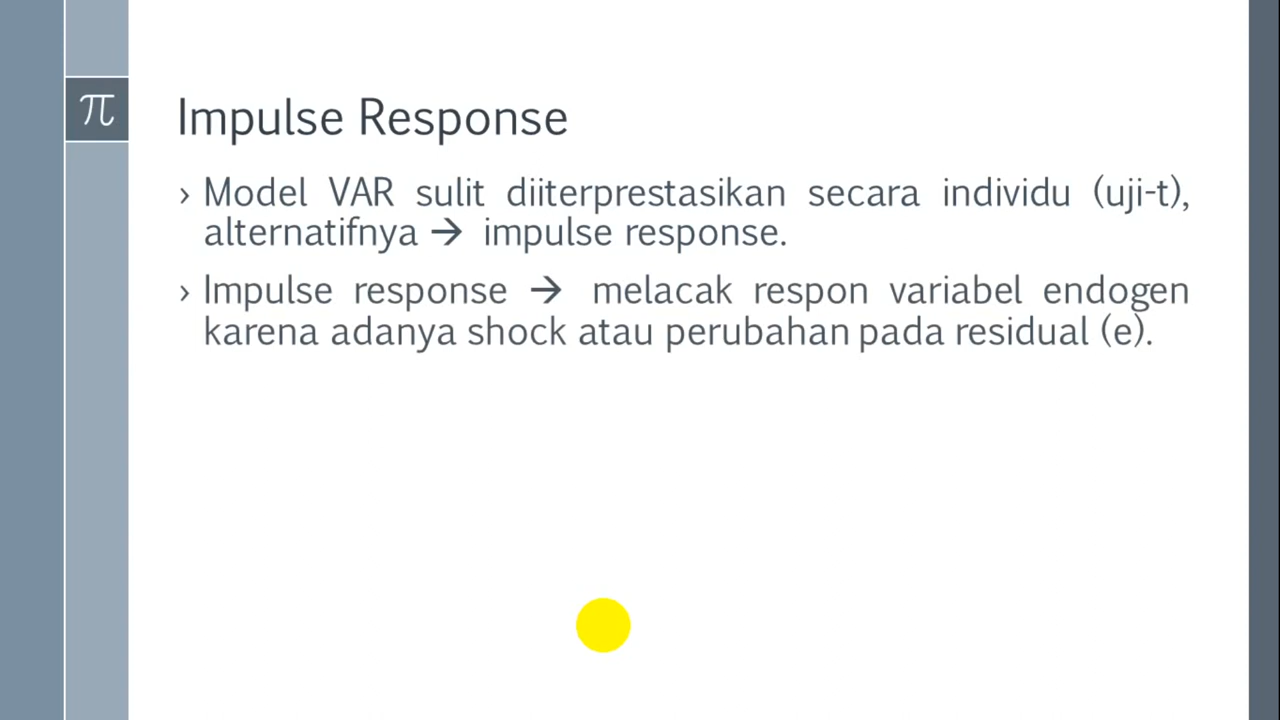 π
Impulse Response
› Model VAR sulit diiterprestasikan secara individu (uji-t),
alternatifnya → impulse response.
› Impulse response → melacak respon variabel endogen
karena adanya shock atau perubahan pada residual (e).